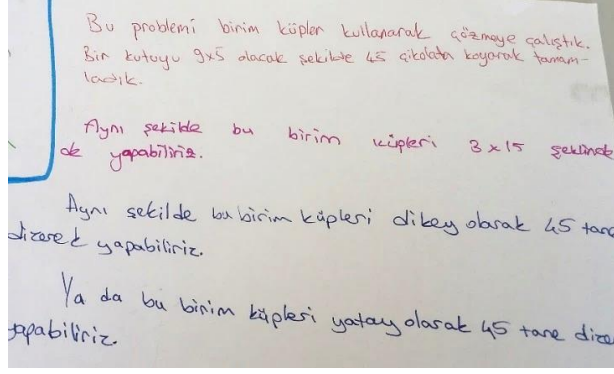 Bu problemi birim küpler kullanarak çözmeye çalıştık.
Bir kutuyu 9x5 olacak şekilde 45 çikolata koyarak tamam-
ladık.
Aynı şekilde bu birim küpleri 3 x 15 şeklinde
de yapabiliriz.
Aynı şekilde bu birim küpleri dikey olarak 45 tane
dizerek yapabiliriz.
Ya da bu birim küpleri yatay olarak 45 tane dize
yapabiliriz.